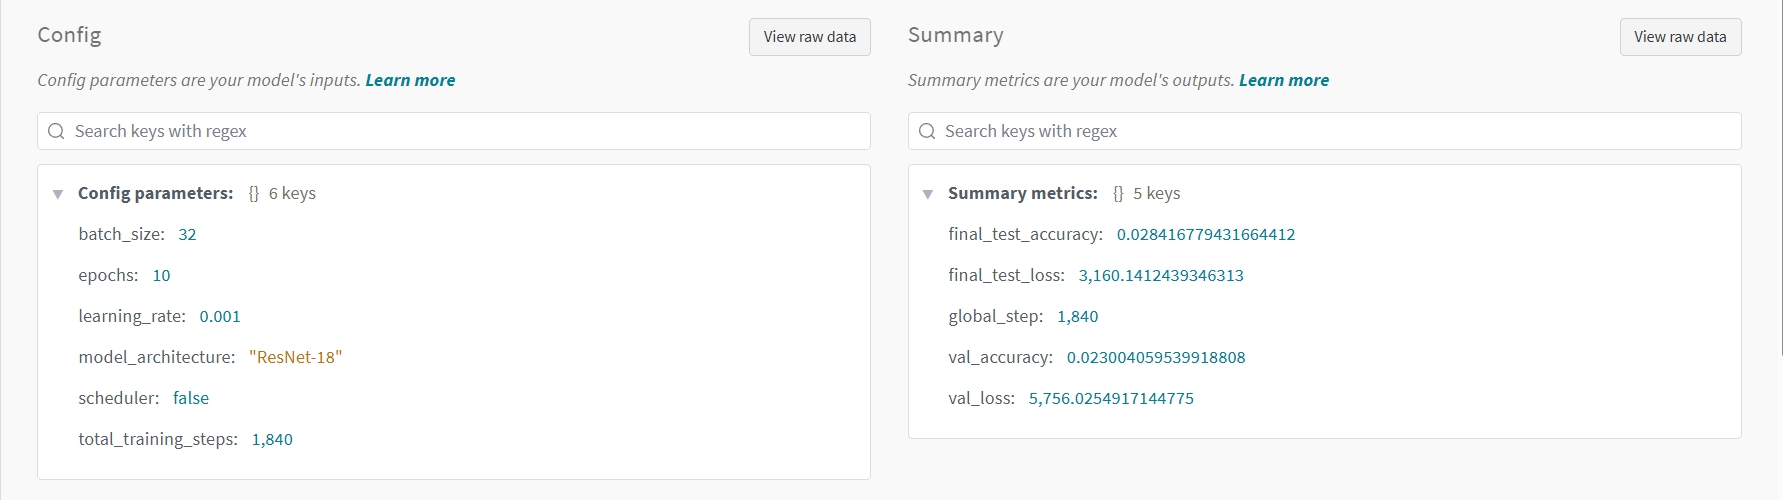 Config
View raw data
Config parameters are your model's inputs. Learn more
Search keys with regex
Config parameters: {} 6 keys
batch_size: 32
epochs: 10
learning_rate: 0.001
model_architecture: "ResNet-18"
scheduler: false
total_training_steps: 1,840
Summary
View raw data
Summary metrics are your model's outputs. Learn more
Search keys with regex
Summary metrics: {} 5 keys
final_test_accuracy: 0.028416779431664412
final_test_loss: 3,160.1412439346313
global_step: 1,840
val_accuracy: 0.023004059539918808
val_loss: 5,756.0254917144775